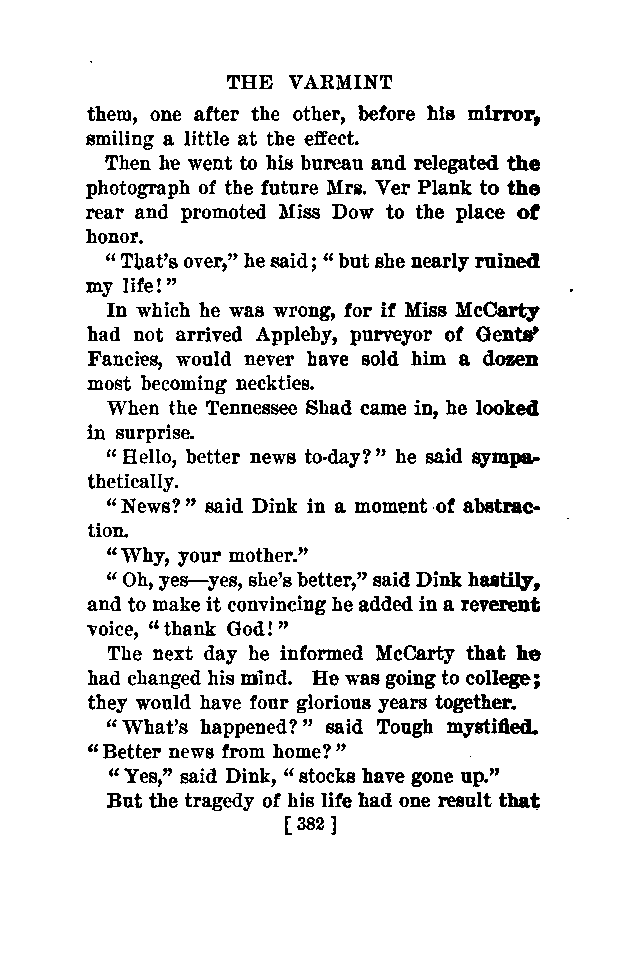 THE VARMINT
them, one after the other, before his mirror,
smiling a little at the effect.
Then he went to his bureau and relegated the
photograph of the future Mrs. Ver Plank to the
rear and promoted Miss Dow to the place of
honor.
“That’s over,” he said; “but she nearly ruined
my life!”
In which he was wrong, for if Miss McCarty
had not arrived Appleby, purveyor of Gents’
Fancies, would never have sold him a dozen
most becoming neckties.
When the Tennessee Shad came in, he looked
in surprise.
“Hello, better news to-day?” he said sympa-
thetically.
“News?” said Dink in a moment of abstrac-
tion.
“Why, your mother.”
“Oh, yes—yes, she’s better,” said Dink hastily,
and to make it convincing he added in a reverent
voice, “thank God!”
The next day he informed McCarty that he
had changed his mind. He was going to college;
they would have four glorious years together.
“What’s happened?” said Tough mystified.
“Better news from home?”
“Yes,” said Dink, “stocks have gone up.”
But the tragedy of his life had one result that
[ 382 ]